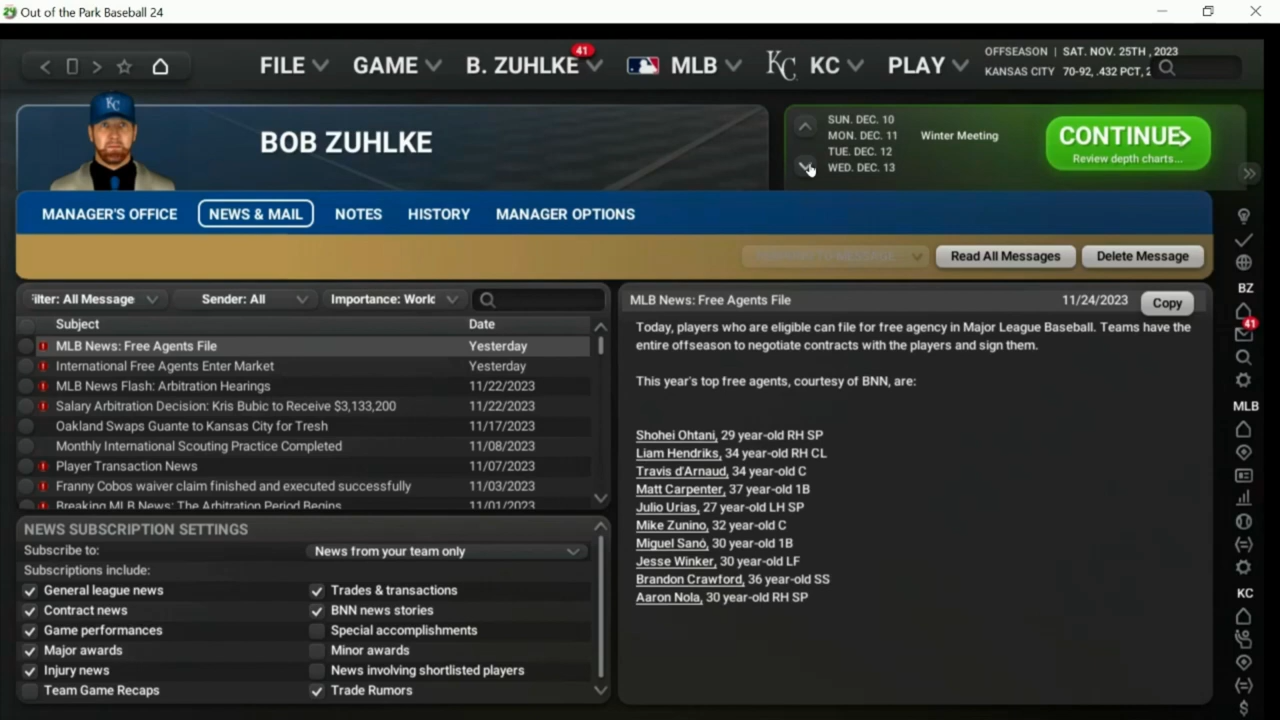 Out of the Park Baseball 24
FILE
GAME
B. ZUHLKE
41
MLB
KC
PLAY
OFFSEASON | SAT. NOV. 25TH , 2023
KANSAS CITY 70-92, .432 PCT, 2
KC
BOB ZUHLKE
SUN. DEC. 10
MON. DEC. 11 Winter Meeting
TUE. DEC. 12
WED. DEC. 13
CONTINUE
Review depth charts...
MANAGER'S OFFICE
NEWS & MAIL
NOTES
HISTORY
MANAGER OPTIONS
Read All Messages
Delete Message
ilter: All Message
Sender: All
Importance: Worl
Subject Date
MLB News: Free Agents File Yesterday
International Free Agents Enter Market Yesterday
MLB News Flash: Arbitration Hearings 11/22/2023
Salary Arbitration Decision: Kris Bubic to Receive $3,133,200 11/22/2023
Oakland Swaps Guante to Kansas City for Tresh 11/17/2023
Monthly International Scouting Practice Completed 11/08/2023
Player Transaction News 11/07/2023
Franny Cobos waiver claim finished and executed successfully 11/03/2023
Breaking MLB News: The Arbitration Period Begins 11/01/2023
NEWS SUBSCRIPTION SETTINGS
Subscribe to: News from your team only
Subscriptions include:
General league news Trades & transactions
Contract news BNN news stories
Game performances Special accomplishments
Major awards Minor awards
Injury news News involving shortlisted players
Team Game Recaps Trade Rumors
MLB News: Free Agents File 11/24/2023 Copy
Today, players who are eligible can file for free agency in Major League Baseball. Teams have the
entire offseason to negotiate contracts with the players and sign them.
This year's top free agents, courtesy of BNN, are:
Shohei Ohtani, 29 year-old RH SP
Liam Hendriks, 34 year-old RH CL
Travis d'Arnaud, 34 year-old C
Matt Carpenter, 37 year-old 1B
Julio Urias, 27 year-old LH SP
Mike Zunino, 32 year-old C
Miguel Sanó, 30 year-old 1B
Jesse Winker, 30 year-old LF
Brandon Crawford, 36 year-old SS
Aaron Nola, 30 year-old RH SP
BZ
41
MLB
KC